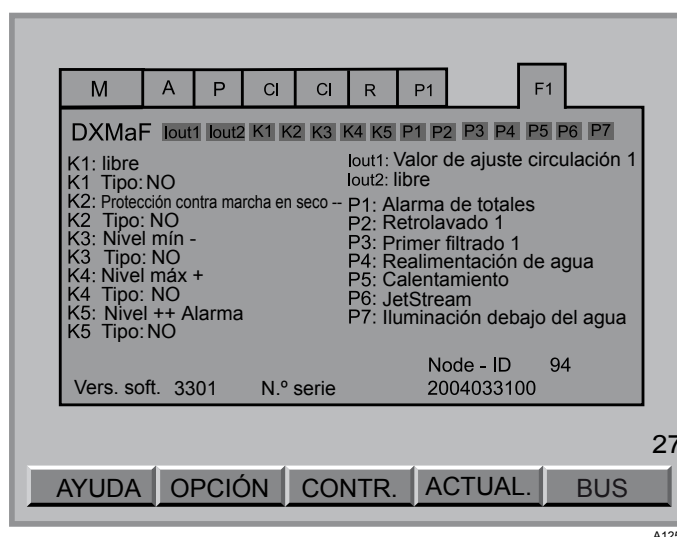 M A P Cl Cl R P1 F1
DXMaF Iout1 Iout2 K1 K2 K3 K4 K5 P1 P2 P3 P4 P5 P6 P7
K1: libre
K1 Tipo: NO
K2: Protección contra marcha en seco --
K2 Tipo: NO
K3: Nivel mín -
K3 Tipo: NO
K4: Nivel máx +
K4 Tipo: NO
K5: Nivel ++ Alarma
K5 Tipo: NO
Iout1: Valor de ajuste circulación 1
Iout2: libre
P1: Alarma de totales
P2: Retrolavado 1
P3: Primer filtrado 1
P4: Realimentación de agua
P5: Calentamiento
P6: JetStream
P7: Iluminación debajo del agua
Node - ID 94
Vers. soft. 3301 N.º serie 2004033100
27
AYUDA OPCIÓN CONTR. ACTUAL. BUS